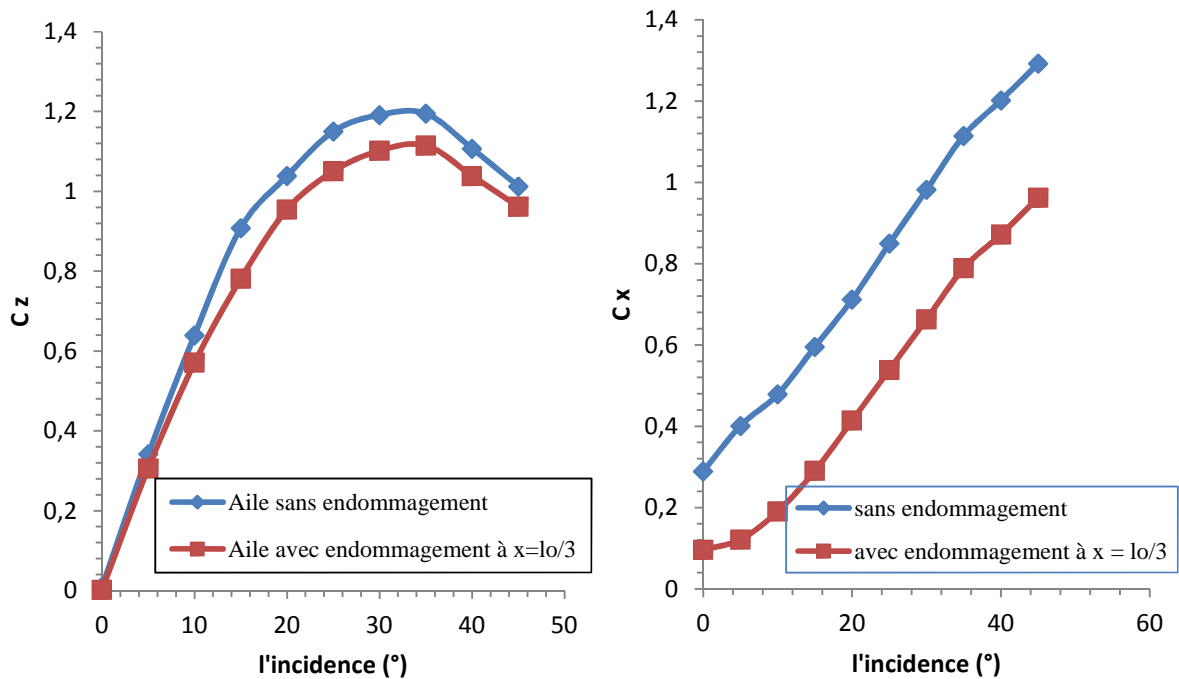 1,4
1,2
1
0,8
0,6
0,4
0,2
0
C z
0 10 20 30 40 50
l'incidence (°)
Aile sans endommagement
Aile avec endommagement à x=lo/3
1,4
1,2
1
0,8
0,6
0,4
0,2
0
C x
0 20 40 60
l'incidence (°)
sans endommagement
avec endommagement à x = lo/3